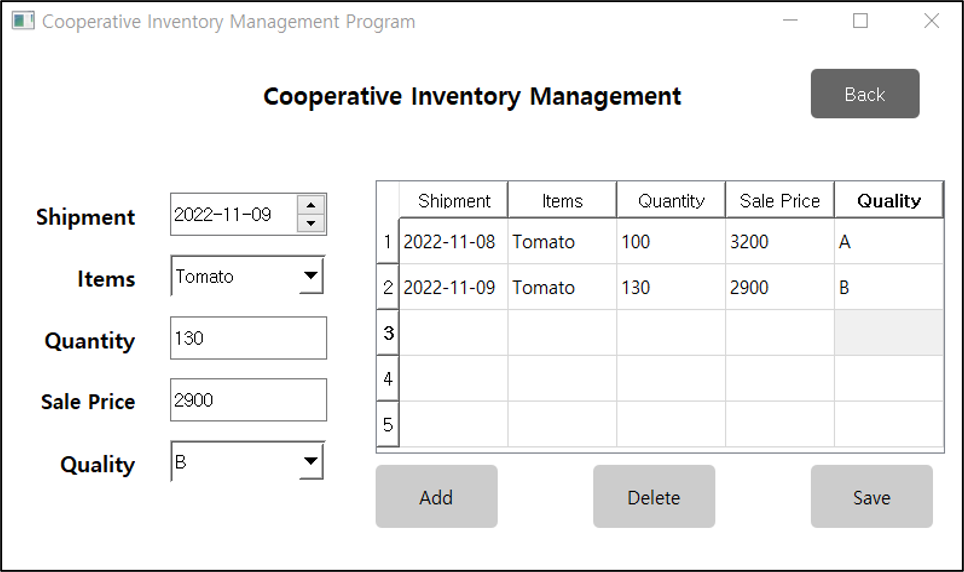 Cooperative Inventory Management Program
Cooperative Inventory Management
Back
Shipment 2022-11-09
Items Tomato
Quantity 130
Sale Price 2900
Quality B
Shipment Items Quantity Sale Price Quality
1 2022-11-08 Tomato 100 3200 A
2 2022-11-09 Tomato 130 2900 B
3
4
5
Add Delete Save